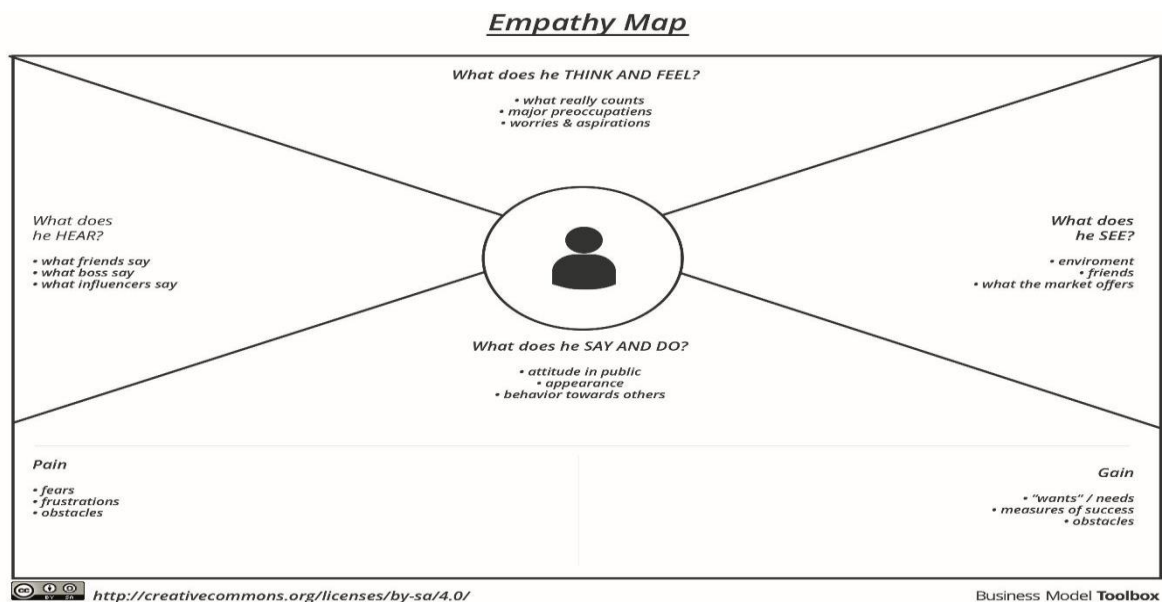 Empathy Map
What does he THINK AND FEEL?
• what really counts
• major preoccupatiens
• worries & aspirations
What does
he HEAR?
• what friends say
• what boss say
• what influencers say
What does
he SEE?
• enviroment
• friends
• what the market offers
What does he SAY AND DO?
• attitude in public
• appearance
• behavior towards others
Pain
• fears
• frustrations
• obstacles
Gain
• “wants” / needs
• measures of success
• obstacles
cc BY SA
http://creativecommons.org/licenses/by-sa/4.0/
Business Model Toolbox